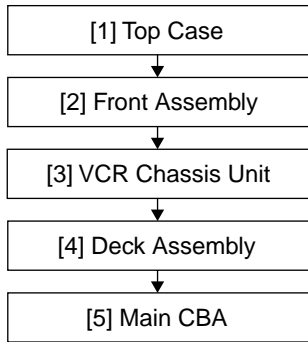 [1] Top Case
[2] Front Assembly
[3] VCR Chassis Unit
[4] Deck Assembly
[5] Main CBA